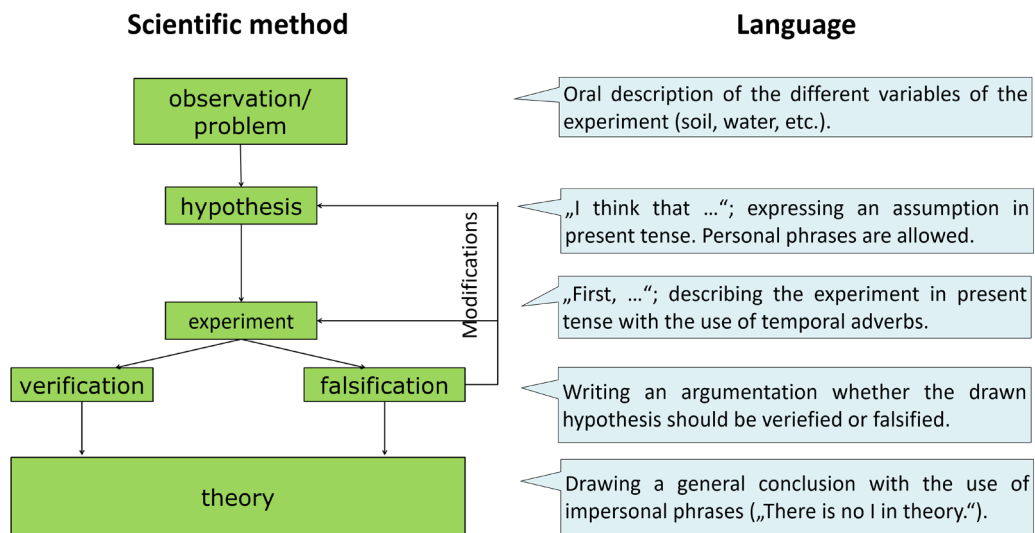 Scientific method
Language
observation/
problem
Oral description of the different variables of the
experiment (soil, water, etc.).
hypothesis
„I think that …“; expressing an assumption in
present tense. Personal phrases are allowed.
Modifications
experiment
„First, …“; describing the experiment in present
tense with the use of temporal adverbs.
verification
falsification
Writing an argumentation whether the drawn
hypothesis should be veriefied or falsified.
theory
Drawing a general conclusion with the use of
impersonal phrases („There is no I in theory.“).